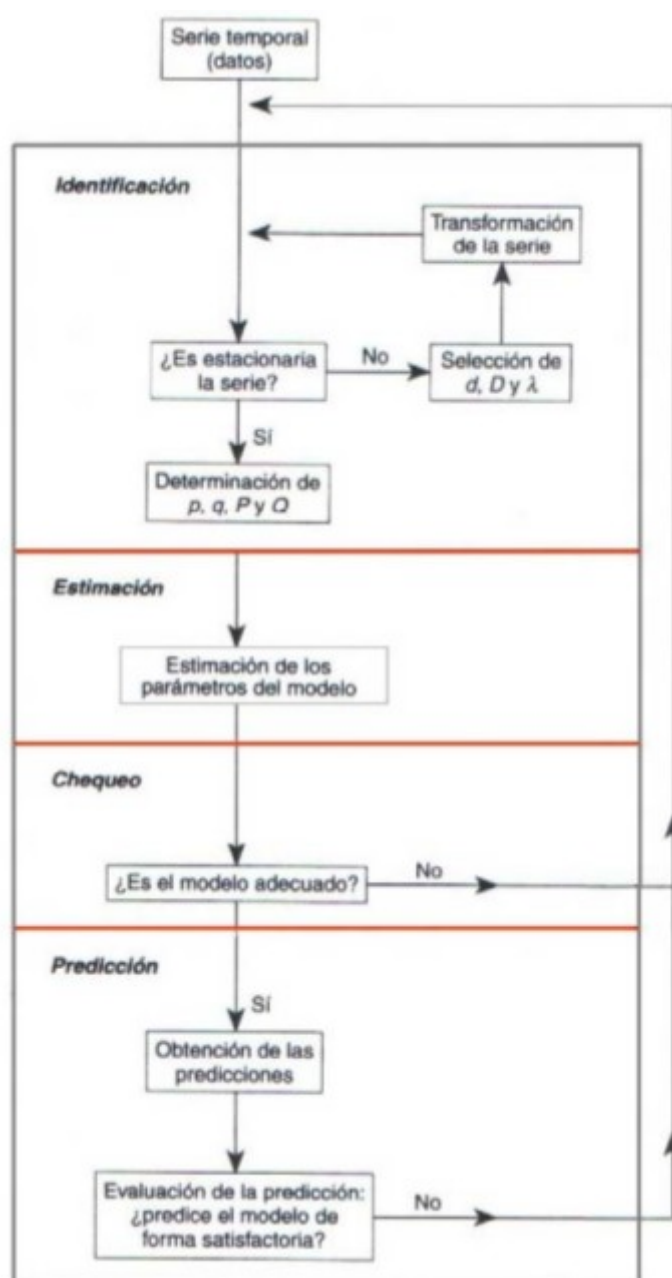 Serie temporal
(datos)
Identificación
Transformación
de la serie
¿Es estacionaria
la serie?
No
Selección de
d, D y λ
Sí
Determinación de
p, q, P y Q
Estimación
Estimación de los
parámetros del modelo
Chequeo
¿Es el modelo adecuado?
No
Predicción
Sí
Obtención de las
predicciones
Evaluación de la predicción:
¿predice el modelo de
forma satisfactoria?
No